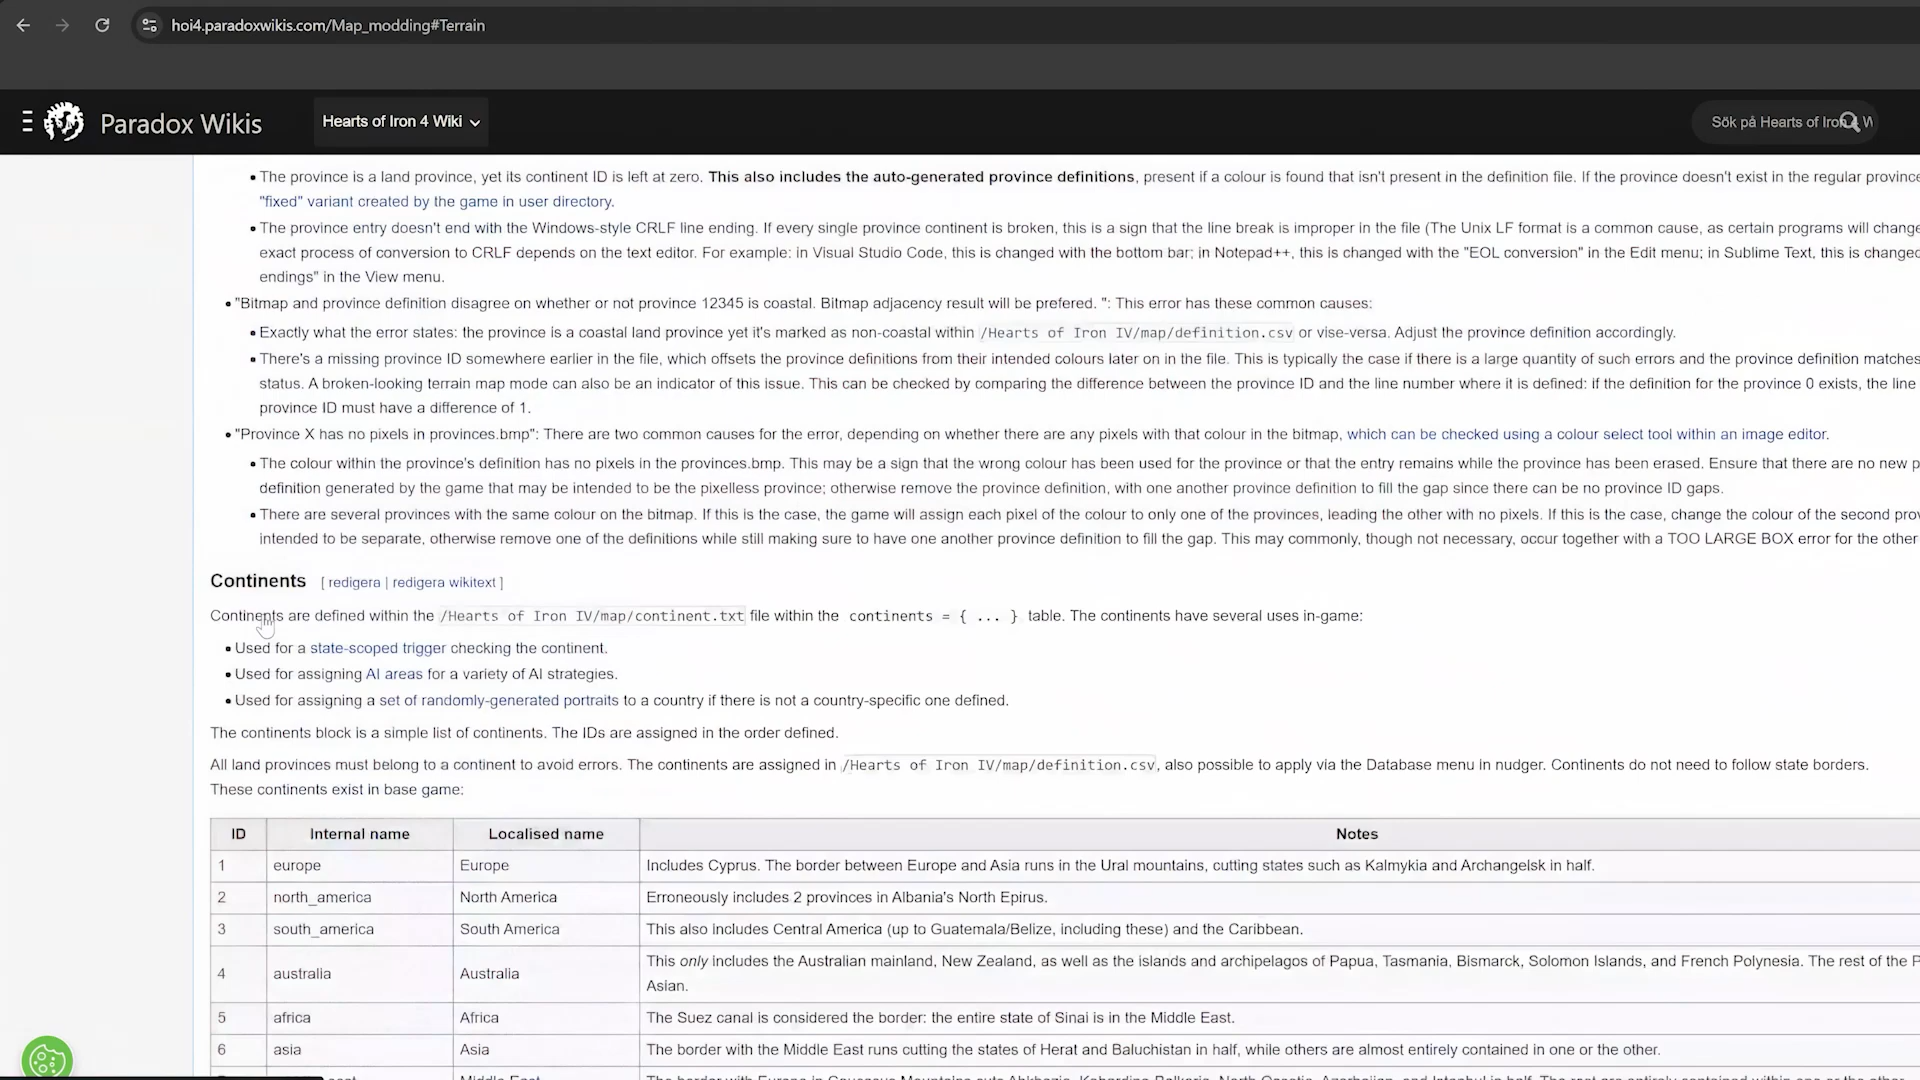 hoi4.paradoxwikis.com/Map_modding#Terrain
Paradox Wikis
Hearts of Iron 4 Wiki
Sök på Hearts of Iron 4 W
The province is a land province, yet its continent ID is left at zero. This also includes the auto-generated province definitions, present if a colour is found that isn't present in the definition file. If the province doesn't exist in the regular province
"fixed" variant created by the game in user directory.
The province entry doesn't end with the Windows-style CRLF line ending. If every single province continent is broken, this is a sign that the line break is improper in the file (The Unix LF format is a common cause, as certain programs will change
exact process of conversion to CRLF depends on the text editor. For example: in Visual Studio Code, this is changed with the bottom bar; in Notepad++, this is changed with the "EOL conversion" in the Edit menu; in Sublime Text, this is changed
endings" in the View menu.
"Bitmap and province definition disagree on whether or not province 12345 is coastal. Bitmap adjacency result will be prefered. ": This error has these common causes:
Exactly what the error states: the province is a coastal land province yet it's marked as non-coastal within /Hearts of Iron IV/map/definition.csv or vise-versa. Adjust the province definition accordingly.
There's a missing province ID somewhere earlier in the file, which offsets the province definitions from their intended colours later on in the file. This is typically the case if there is a large quantity of such errors and the province definition matches
status. A broken-looking terrain map mode can also be an indicator of this issue. This can be checked by comparing the difference between the province ID and the line number where it is defined: if the definition for the province 0 exists, the line
province ID must have a difference of 1.
"Province X has no pixels in provinces.bmp": There are two common causes for the error, depending on whether there are any pixels with that colour in the bitmap, which can be checked using a colour select tool within an image editor.
The colour within the province's definition has no pixels in the provinces.bmp. This may be a sign that the wrong colour has been used for the province or that the entry remains while the province has been erased. Ensure that there are no new p
definition generated by the game that may be intended to be the pixelless province; otherwise remove the province definition, with one another province definition to fill the gap since there can be no province ID gaps.
There are several provinces with the same colour on the bitmap. If this is the case, the game will assign each pixel of the colour to only one of the provinces, leading the other with no pixels. If this is the case, change the colour of the second prov
intended to be separate, otherwise remove one of the definitions while still making sure to have one another province definition to fill the gap. This may commonly, though not necessary, occur together with a TOO LARGE BOX error for the other
Continents [ redigera | redigera wikitext ]
Continents are defined within the /Hearts of Iron IV/map/continent.txt file within the continents = { ... } table. The continents have several uses in-game:
Used for a state-scoped trigger checking the continent.
Used for assigning AI areas for a variety of AI strategies.
Used for assigning a set of randomly-generated portraits to a country if there is not a country-specific one defined.
The continents block is a simple list of continents. The IDs are assigned in the order defined.
All land provinces must belong to a continent to avoid errors. The continents are assigned in /Hearts of Iron IV/map/definition.csv, also possible to apply via the Database menu in nudger. Continents do not need to follow state borders.
These continents exist in base game:
ID Internal name Localised name Notes
1 europe Europe Includes Cyprus. The border between Europe and Asia runs in the Ural mountains, cutting states such as Kalmykia and Archangelsk in half.
2 north_america North America Erroneously includes 2 provinces in Albania's North Epirus.
3 south_america South America This also includes Central America (up to Guatemala/Belize, including these) and the Caribbean.
4 australia Australia This only includes the Australian mainland, New Zealand, as well as the islands and archipelagos of Papua, Tasmania, Bismarck, Solomon Islands, and French Polynesia. The rest of the P
Asian.
5 africa Africa The Suez canal is considered the border: the entire state of Sinai is in the Middle East.
6 asia Asia The border with the Middle East runs cutting the states of Herat and Baluchistan in half, while others are almost entirely contained in one or the other.